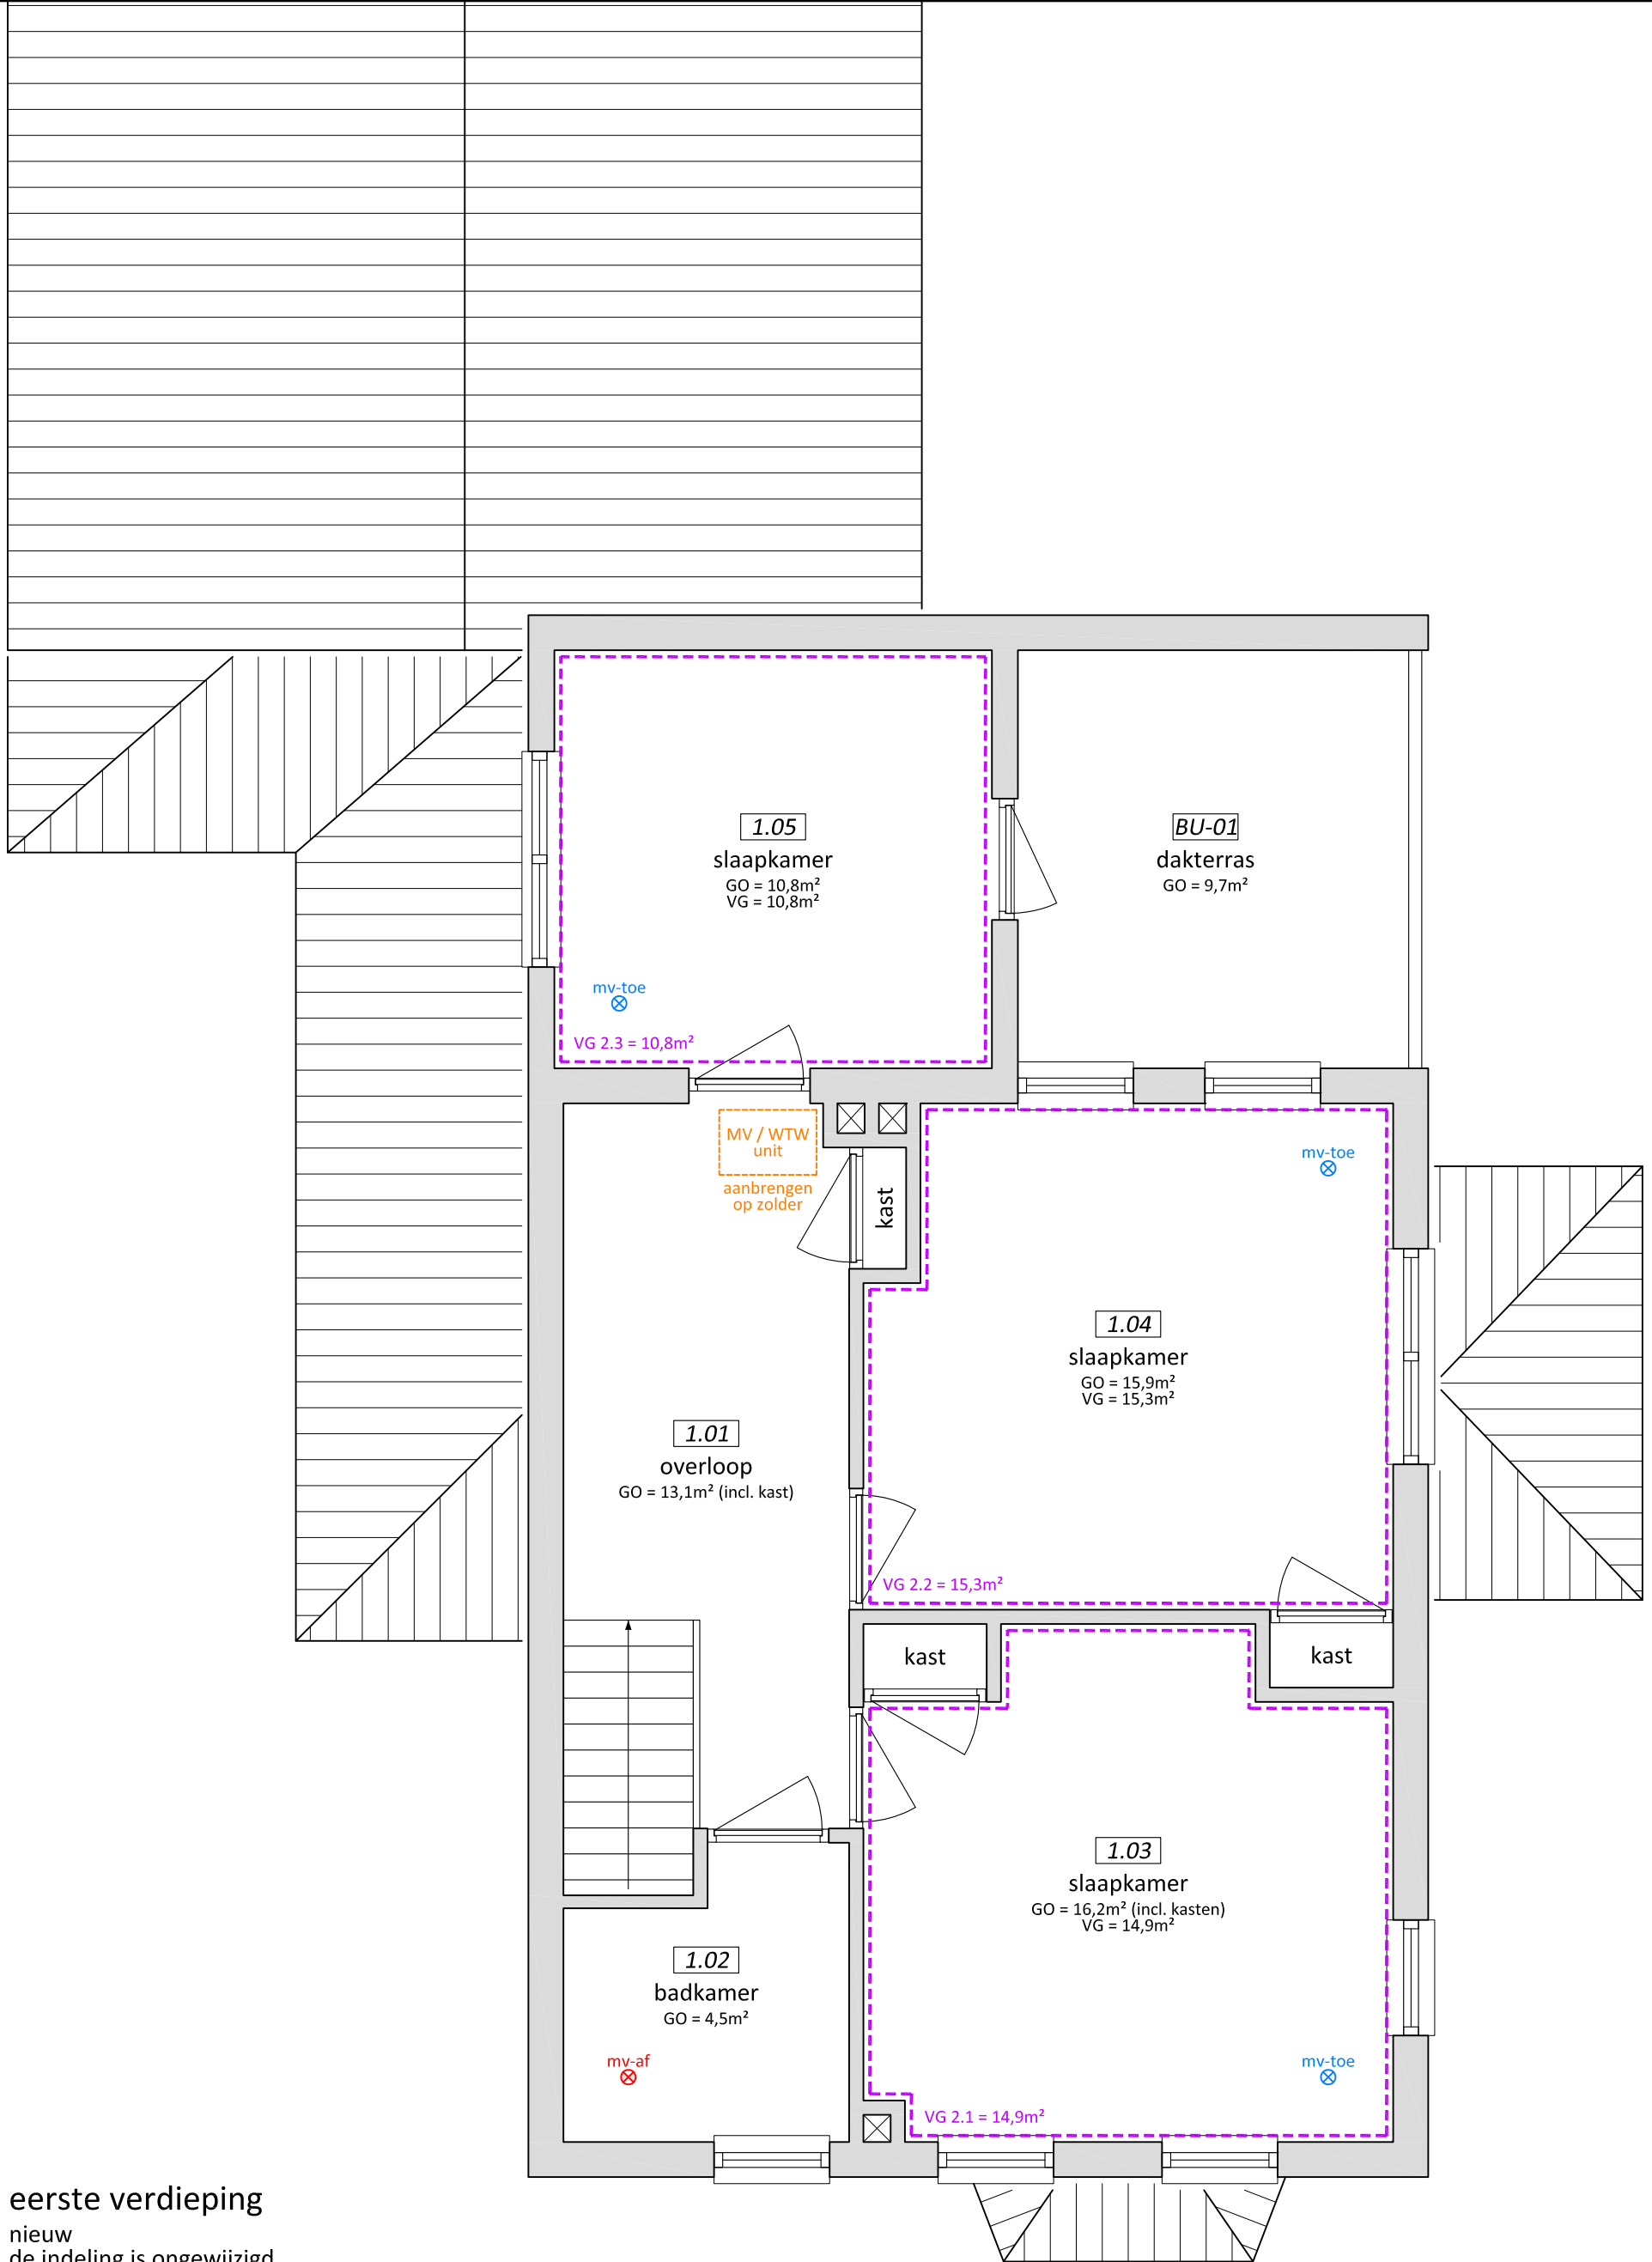 1.05
slaapkamer
GO = 10,8m²
VG = 10,8m²
mv-toe
VG 2.3 = 10,8m²
BU-01
dakterras
GO = 9,7m²
MV / WTW
unit
aanbrengen
op zolder
kast
mv-toe
1.04
slaapkamer
GO = 15,9m²
VG = 15,3m²
VG 2.2 = 15,3m²
1.01
overloop
GO = 13,1m² (incl. kast)
kast
kast
1.03
slaapkamer
GO = 16,2m² (incl. kasten)
VG = 14,9m²
mv-toe
VG 2.1 = 14,9m²
1.02
badkamer
GO = 4,5m²
mv-af
eerste verdieping
nieuw
de indeling is ongewijzigd